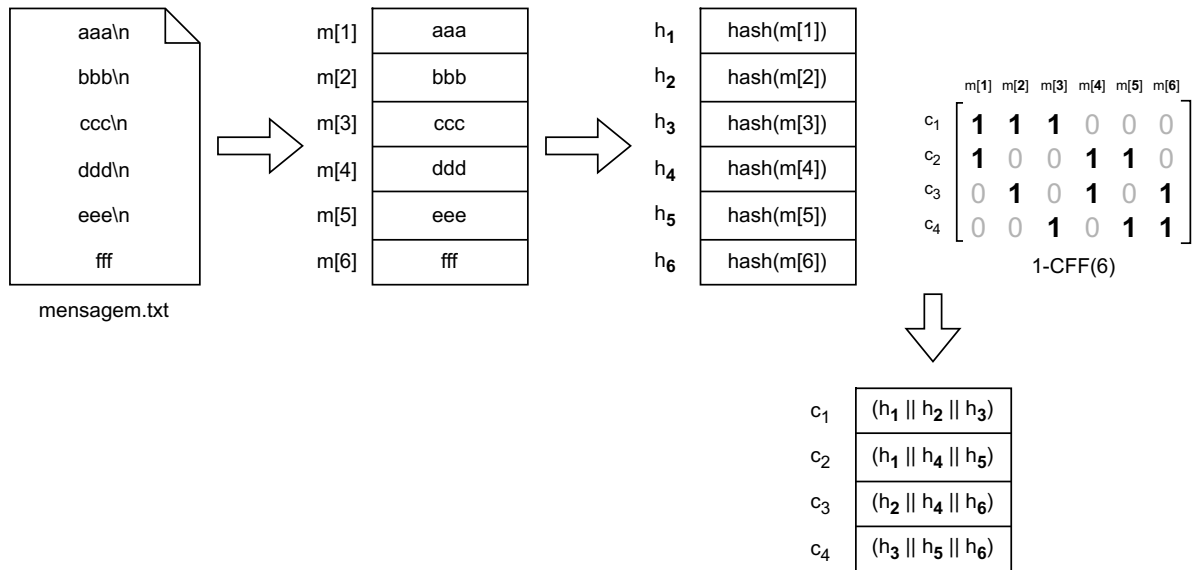 aaa\n
bbb\n
ccc\n
ddd\n
eee\n
fff
mensagem.txt
m[1] aaa
m[2] bbb
m[3] ccc
m[4] ddd
m[5] eee
m[6] fff
h1 hash(m[1])
h2 hash(m[2])
h3 hash(m[3])
h4 hash(m[4])
h5 hash(m[5])
h6 hash(m[6])
m[1] m[2] m[3] m[4] m[5] m[6]
c1 1 1 1 0 0 0
c2 1 0 0 1 1 0
c3 0 1 0 1 0 1
c4 0 0 1 0 1 1
1-CFF(6)
c1 (h1 || h2 || h3)
c2 (h1 || h4 || h5)
c3 (h2 || h4 || h6)
c4 (h3 || h5 || h6)